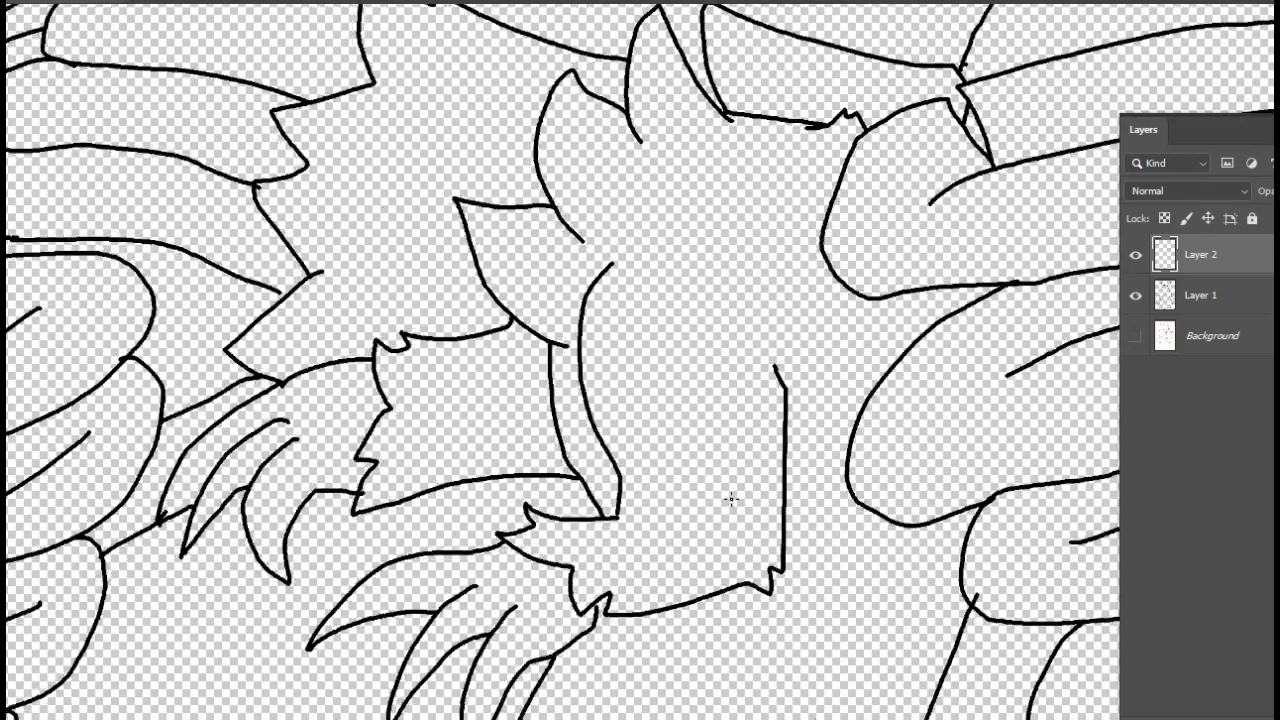 Layers
Kind
Normal Opa
Lock:
Layer 2
Layer 1
Background